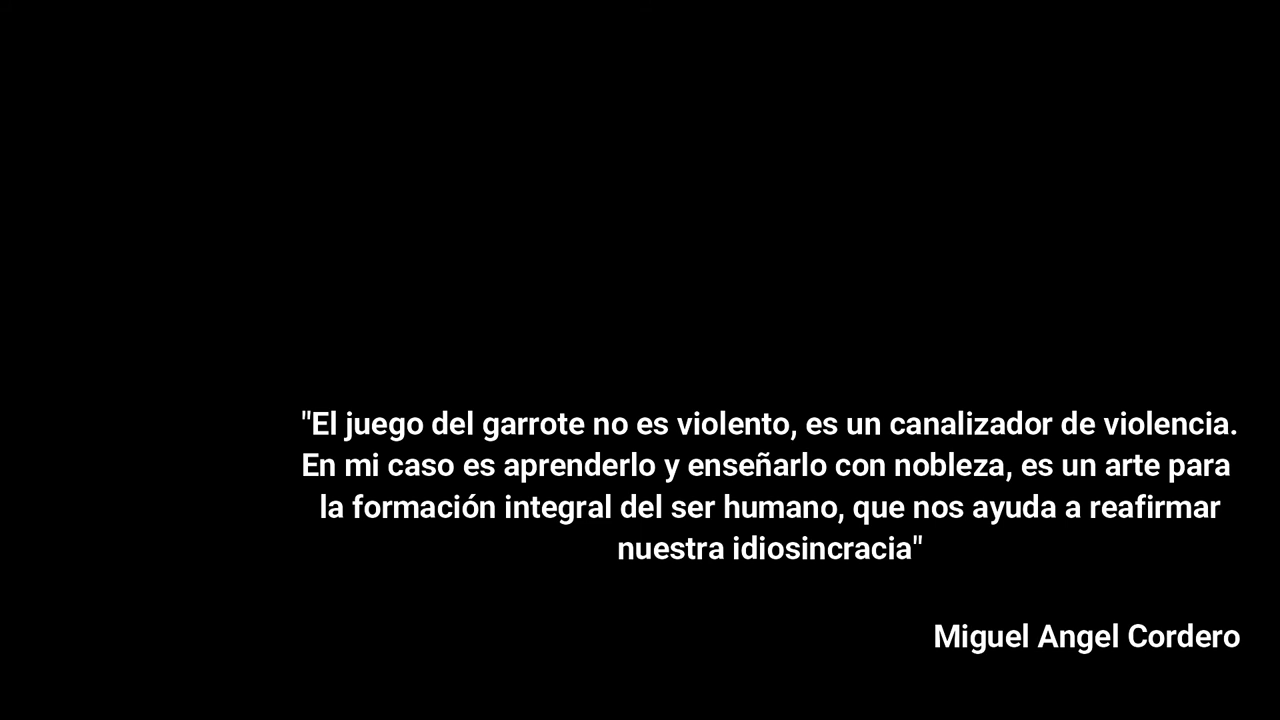 "El juego del garrote no es violento, es un canalizador de violencia.
En mi caso es aprenderlo y enseñarlo con nobleza, es un arte para
la formación integral del ser humano, que nos ayuda a reafirmar
nuestra idiosincracia"
Miguel Angel Cordero